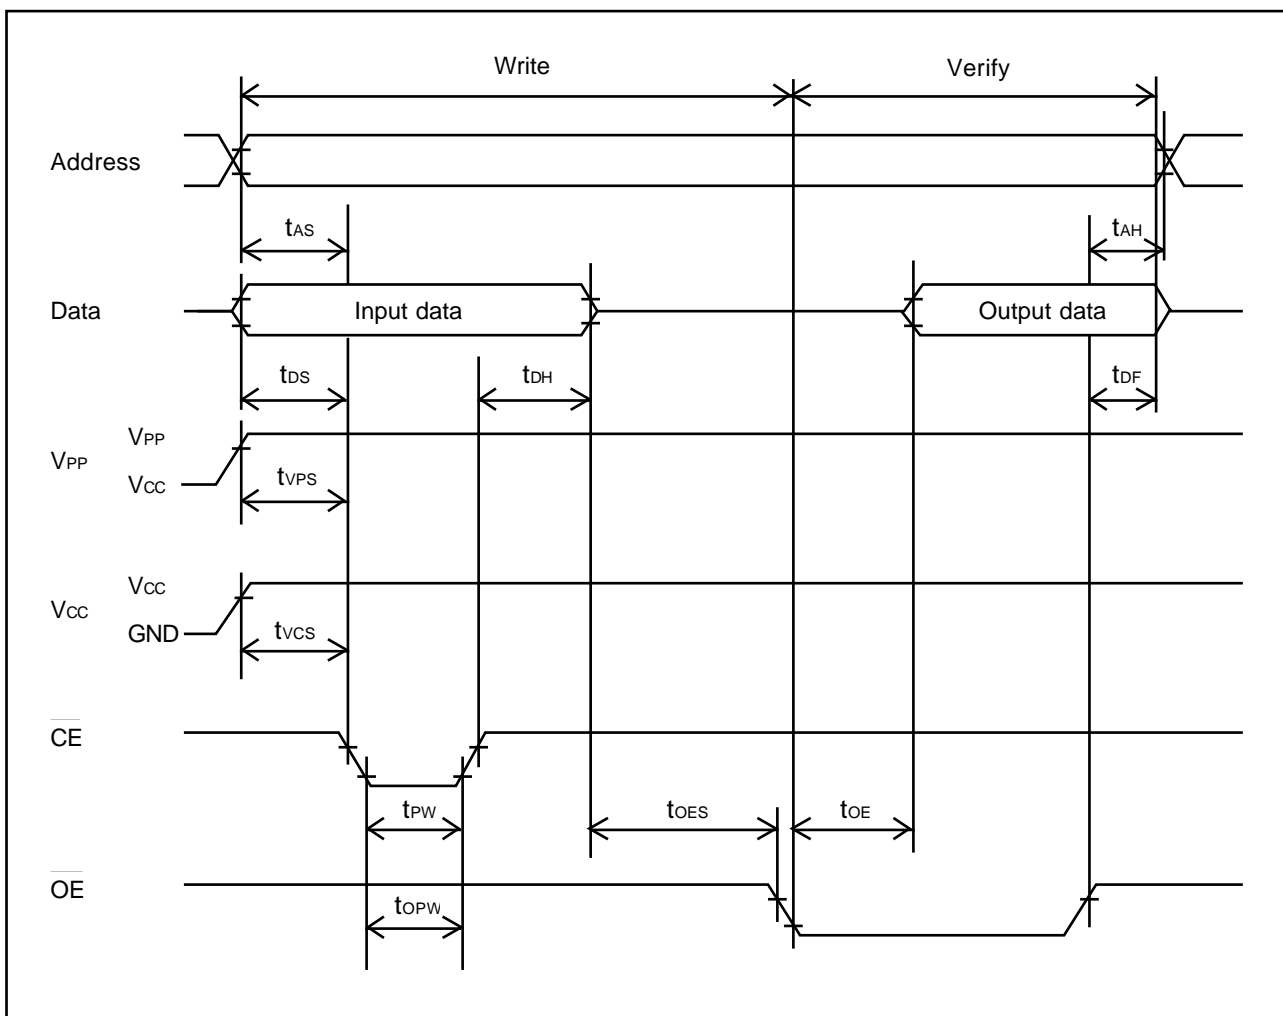 Write
Verify
Address
tAS
tAH
Data
Input data
Output data
tDS
tDH
tDF
VPP
VPP
VCC
tVPS
VCC
VCC
GND
tVCS
CE
tPW
tOES
tOE
OE
tOPW